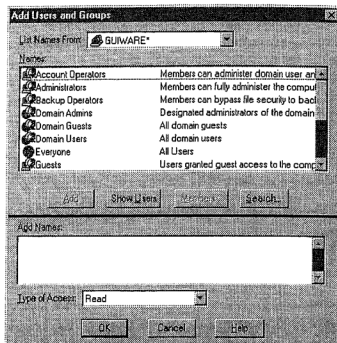 Add Users and Groups
List Names From: GUIWARE*
Names:
Account Operators Members can administer domain user an
Administrators Members can fully administer the comput
Backup Operators Members can bypass file security to bacl
Domain Admins Designated administrators of the domain
Domain Guests All domain guests
Domain Users All domain users
Everyone All Users
Guests Users granted guest access to the comp
Add Show Users Members... Search...
Add Names:
Type of Access: Read
OK Cancel Help